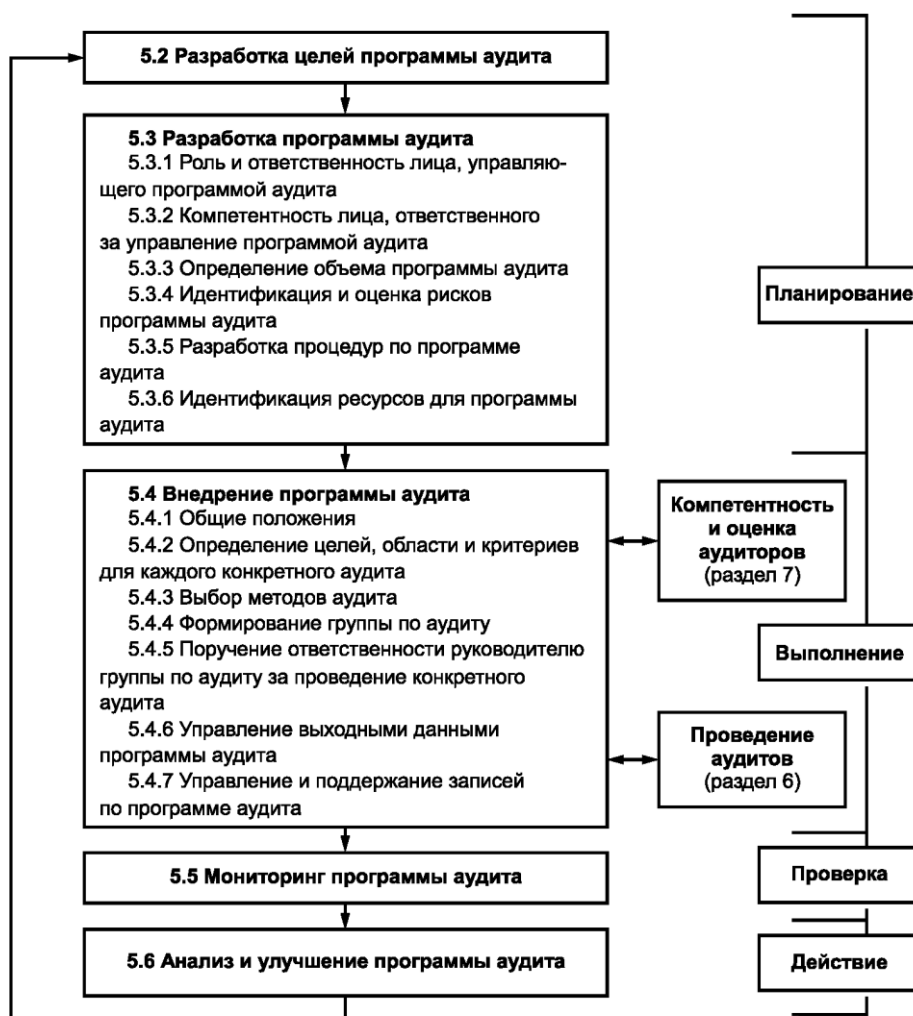 5.2 Разработка целей программы аудита
5.3 Разработка программы аудита
5.3.1 Роль и ответственность лица, управляю-
щего программой аудита
5.3.2 Компетентность лица, ответственного
за управление программой аудита
5.3.3 Определение объема программы аудита
5.3.4 Идентификация и оценка рисков
программы аудита
5.3.5 Разработка процедур по программе
аудита
5.3.6 Идентификация ресурсов для программы
аудита
Планирование
5.4 Внедрение программы аудита
5.4.1 Общие положения
5.4.2 Определение целей, области и критериев
для каждого конкретного аудита
5.4.3 Выбор методов аудита
5.4.4 Формирование группы по аудиту
5.4.5 Поручение ответственности руководителю
группы по аудиту за проведение конкретного
аудита
5.4.6 Управление выходными данными
программы аудита
5.4.7 Управление и поддержание записей
по программе аудита
Компетентность
и оценка
аудиторов
(раздел 7)
Выполнение
Проведение
аудитов
(раздел 6)
5.5 Мониторинг программы аудита
Проверка
5.6 Анализ и улучшение программы аудита
Действие